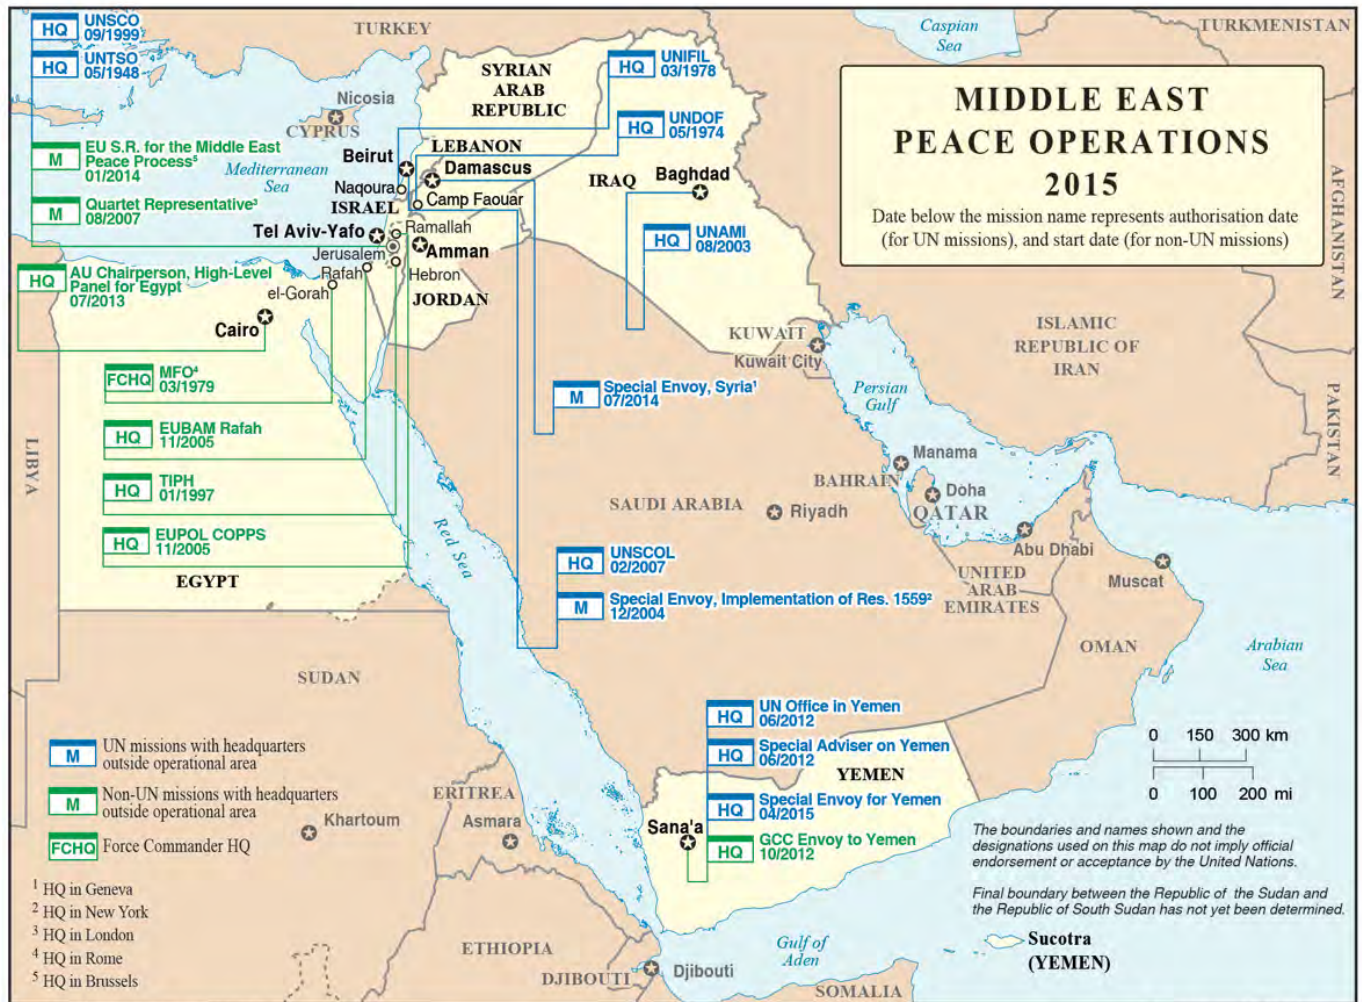 MIDDLE EAST
PEACE OPERATIONS
2015
Date below the mission name represents authorisation date
(for UN missions), and start date (for non-UN missions)
HQ
UNSCO
09/1999
HQ
UNTSO
05/1948
M
EU S.R. for the Middle East
Peace Process⁵
01/2014
M
Quartet Representative³
08/2007
HQ
AU Chairperson, High-Level
Panel for Egypt
07/2013
FCHQ
MFO⁴
03/1979
HQ
EUBAM Rafah
11/2005
HQ
TIPH
01/1997
HQ
EUPOL COPPS
11/2005
HQ
UNIFIL
03/1978
HQ
UNDOF
05/1974
HQ
UNAMI
08/2003
M
Special Envoy, Syria¹
07/2014
HQ
UNSCOL
02/2007
M
Special Envoy, Implementation of Res. 1559²
12/2004
HQ
UN Office in Yemen
06/2012
HQ
Special Adviser on Yemen
06/2012
HQ
Special Envoy for Yemen
04/2015
HQ
GCC Envoy to Yemen
10/2012
TURKEY
Caspian
Sea
TURKMENISTAN
SYRIAN
ARAB
REPUBLIC
Nicosia
CYPRUS
Mediterranean
Sea
LEBANON
Beirut
Damascus
Naqoura
Camp Faouar
ISRAEL
Tel Aviv-Yafo
Ramallah
Jerusalem
Amman
Rafah
Hebron
el-Gorah
JORDAN
Cairo
IRAQ
Baghdad
AFGHANISTAN
KUWAIT
Kuwait City
ISLAMIC
REPUBLIC OF
IRAN
PAKISTAN
Persian
Gulf
LIBYA
Manama
BAHRAIN
Doha
QATAR
SAUDI ARABIA
Riyadh
Abu Dhabi
UNITED
ARAB
EMIRATES
Muscat
OMAN
Arabian
Sea
Red Sea
EGYPT
SUDAN
YEMEN
Sana'a
ERITREA
Asmara
Khartoum
ETHIOPIA
DJIBOUTI
Djibouti
Gulf of
Aden
SOMALIA
Sucotra
(YEMEN)
0 150 300 km
0 100 200 mi
M
UN missions with headquarters
outside operational area
M
Non-UN missions with headquarters
outside operational area
FCHQ
Force Commander HQ
¹ HQ in Geneva
² HQ in New York
³ HQ in London
⁴ HQ in Rome
⁵ HQ in Brussels
The boundaries and names shown and the
designations used on this map do not imply official
endorsement or acceptance by the United Nations.
Final boundary between the Republic of the Sudan and
the Republic of South Sudan has not yet been determined.